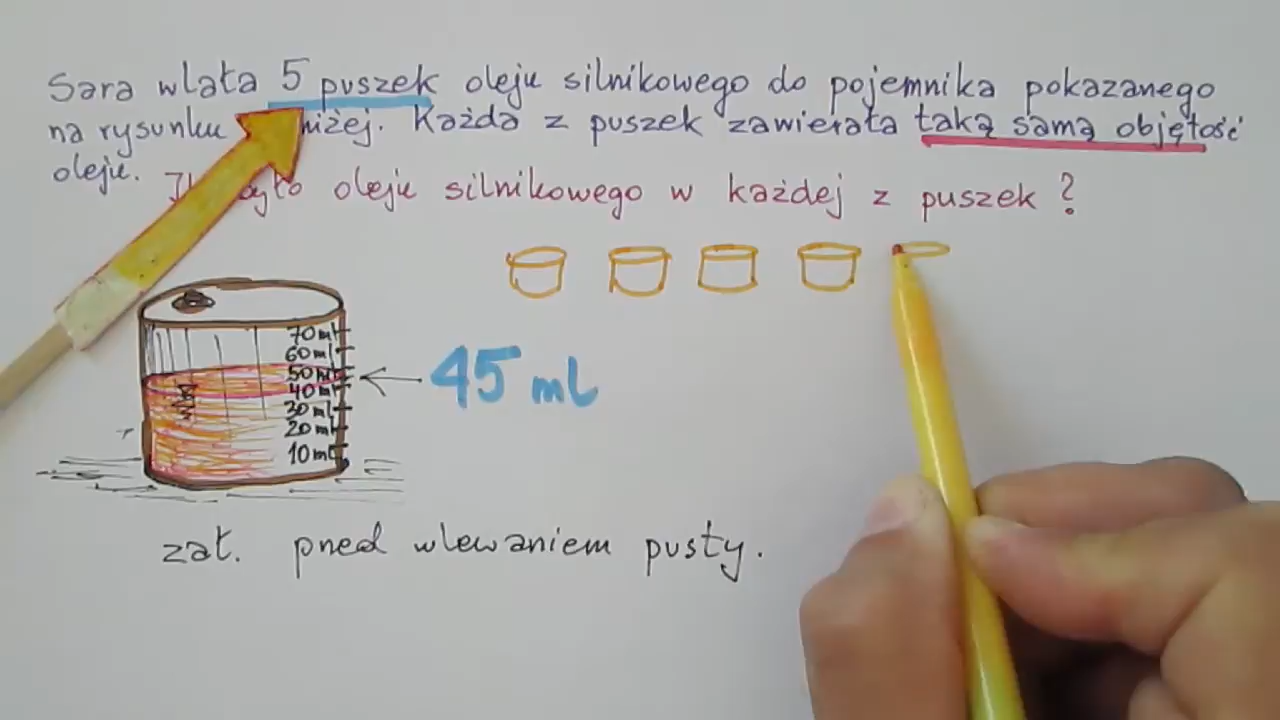 Sara wlała 5 puszek oleju silnikowego do pojemnika pokazanego
na rysunku niżej. Każda z puszek zawierała taką samą objętość
oleju.
było oleju silnikowego w każdej z puszek ?
70 ml
60 ml
50 ml
40 ml
30 ml
20 ml
10 ml
45 ml
zał. przed wlewaniem pusty.